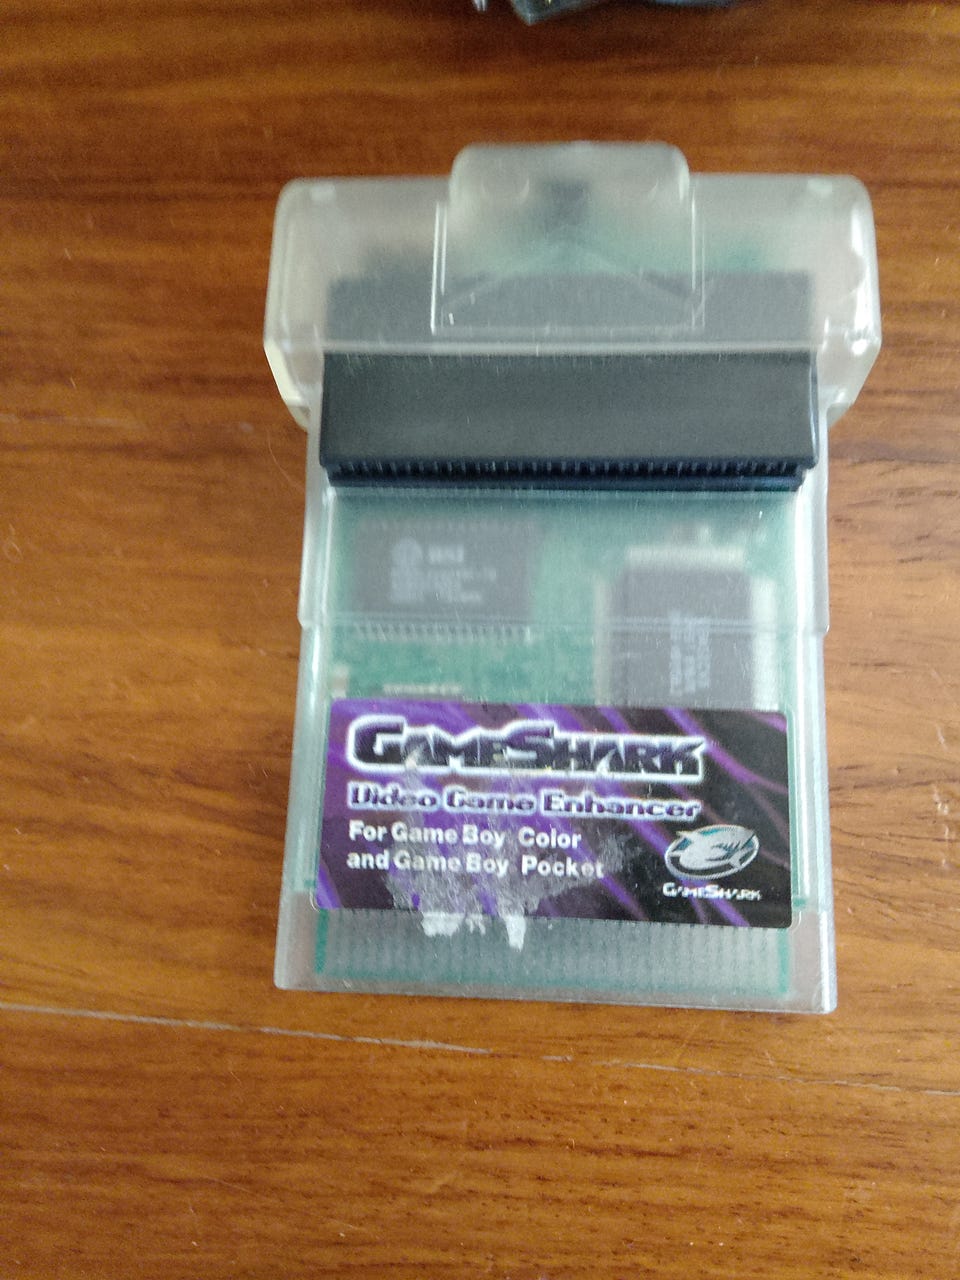 GAMESHARK
Video Game Enhancer
For Game Boy Color
and Game Boy Pocket
GAMESHARK